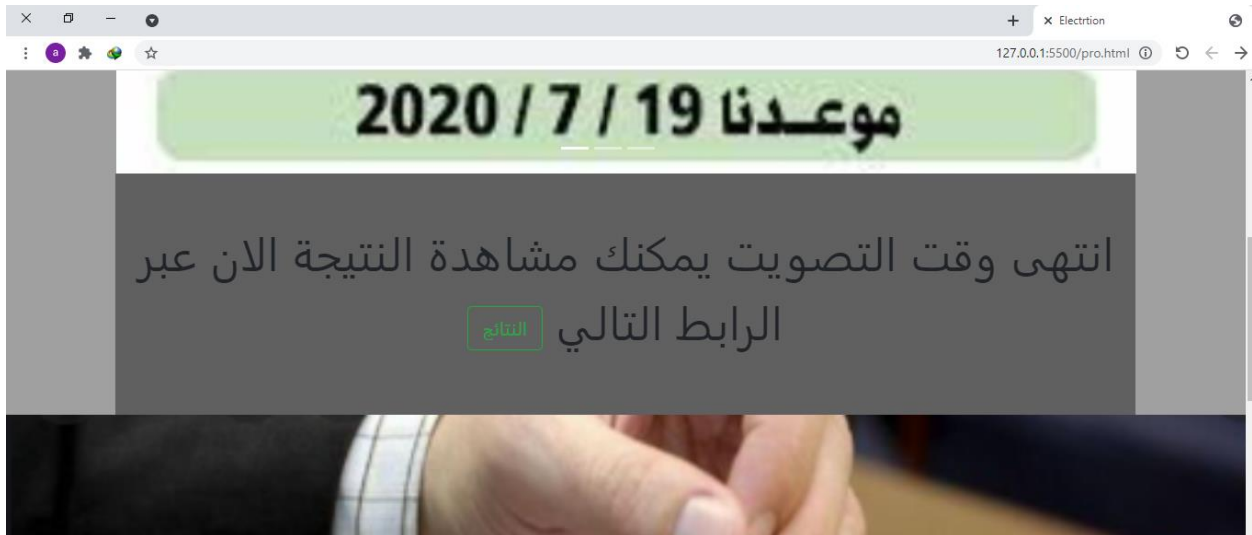 Electrtion
127.0.0.1:5500/pro.html
a
موعدنا 19 / 7 / 2020
انتهى وقت التصويت يمكنك مشاهدة النتيجة الان عبر
الرابط التالي النتائج